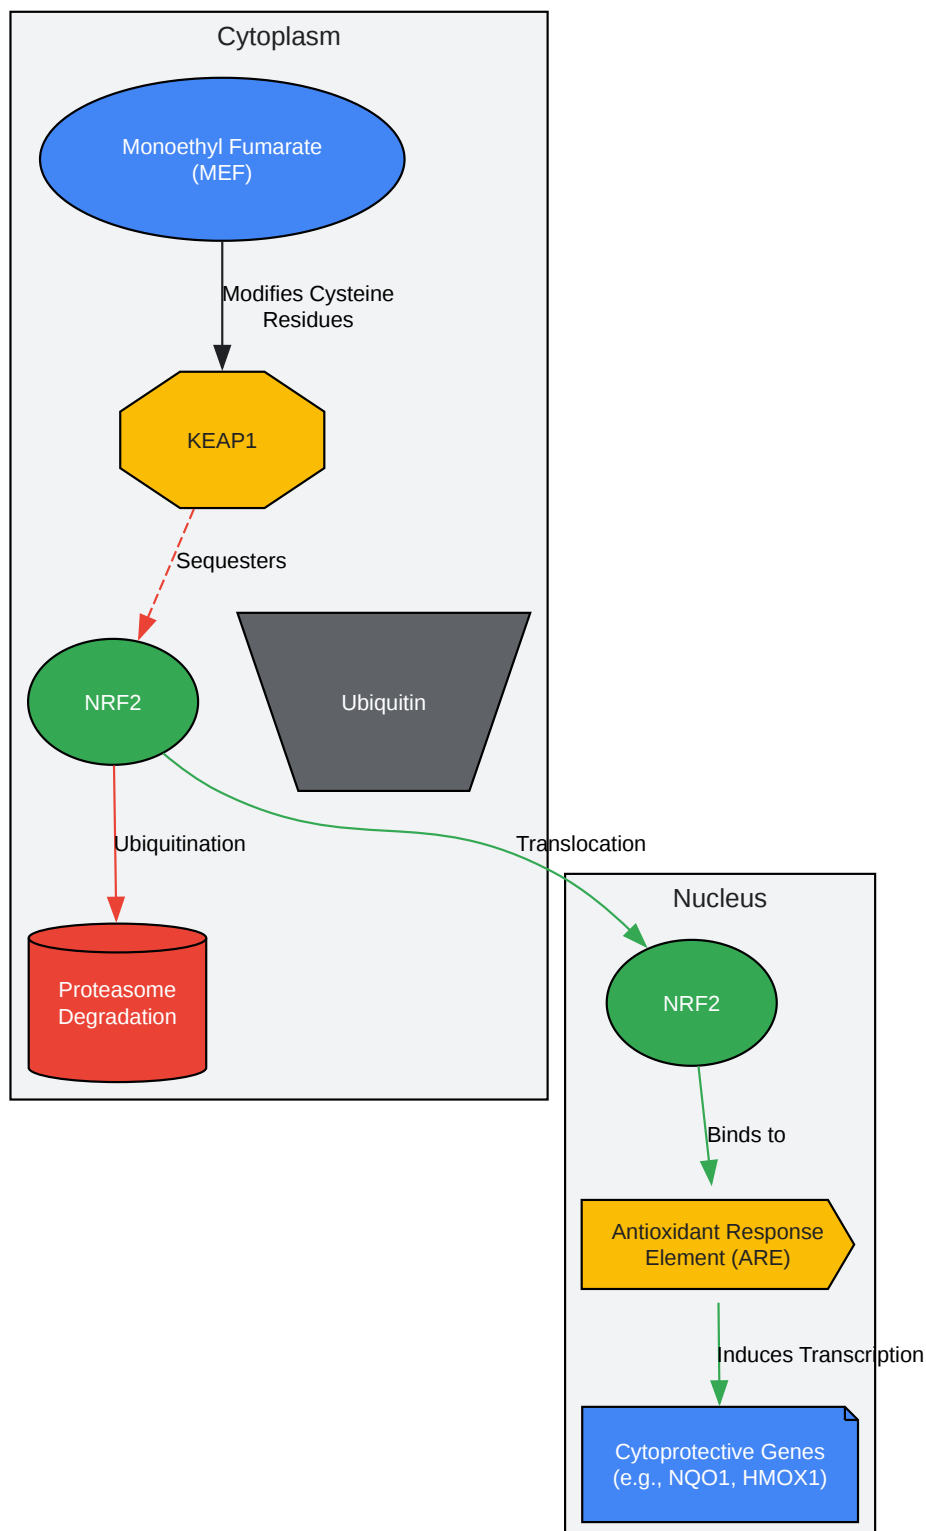 Cytoplasm
Monoethyl Fumarate
(MEF)
Modifies Cysteine
Residues
KEAP1
Sequesters
NRF2
Ubiquitin
Ubiquitination
Translocation
Proteasome
Degradation
Nucleus
NRF2
Binds to
Antioxidant Response
Element (ARE)
Induces Transcription
Cytoprotective Genes
(e.g., NQO1, HMOX1)